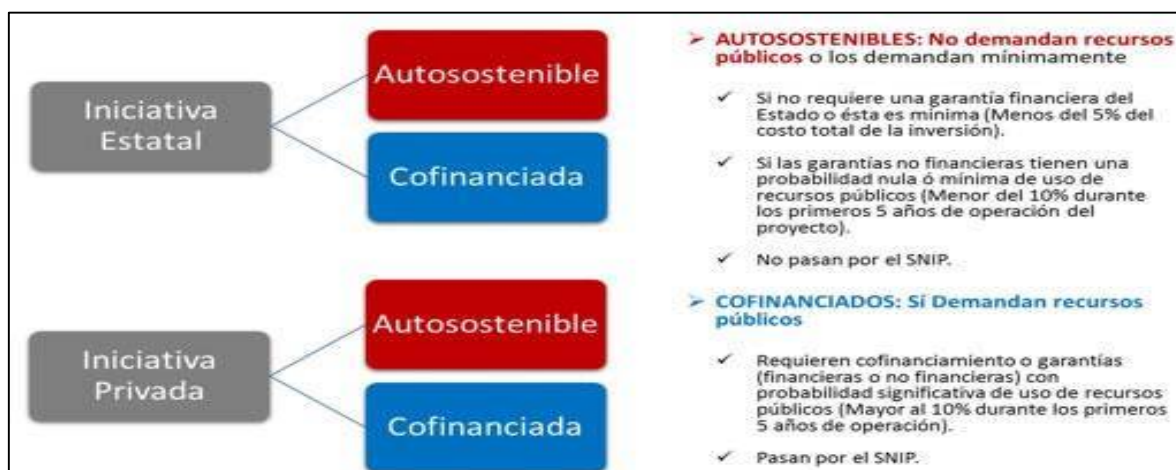 Iniciativa
Estatal
Autosostenible
Cofinanciada
Iniciativa
Privada
Autosostenible
Cofinanciada
➢ AUTOSOSTENIBLES: No demandan recursos
públicos o los demandan mínimamente
✓ Si no requiere una garantía financiera del
Estado o ésta es mínima (Menos del 5% del
costo total de la inversión).
✓ Si las garantías no financieras tienen una
probabilidad nula ó mínima de uso de
recursos públicos (Menor del 10% durante
los primeros 5 años de operación del
proyecto).
✓ No pasan por el SNIP.
➢ COFINANCIADOS: Sí Demandan recursos
públicos
✓ Requieren cofinanciamiento o garantías
(financieras o no financieras) con
probabilidad significativa de uso de recursos
públicos (Mayor al 10% durante los primeros
5 años de operación).
✓ Pasan por el SNIP.